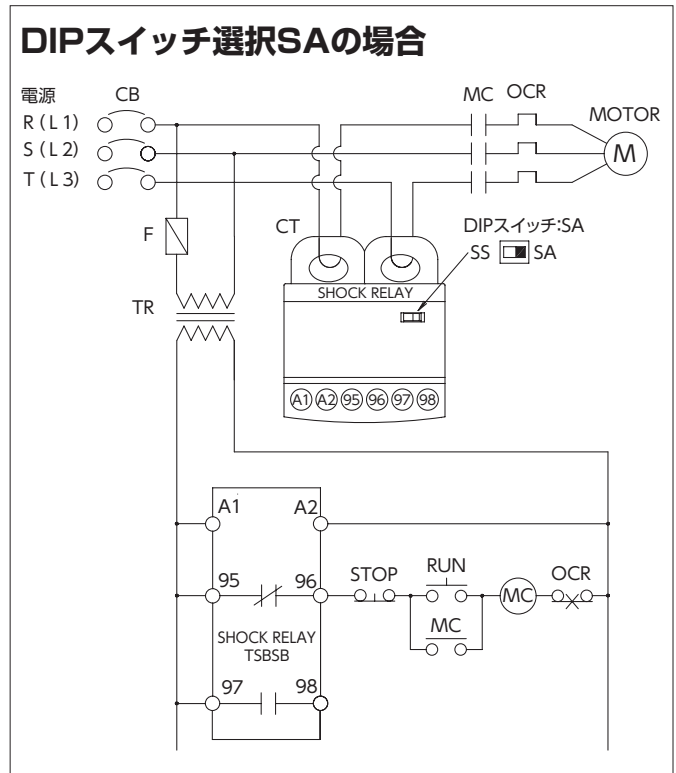 DIPスイッチ選択SAの場合
電源 CB MC OCR
R(L1) MOTOR
S(L2) M
T(L3)
F CT DIPスイッチ:SA
SS SA
TR SHOCK RELAY
A1 A2 95 96 97 98
A1 A2
95 96 STOP RUN MC OCR
MC
SHOCK RELAY
TSBSB
97 98